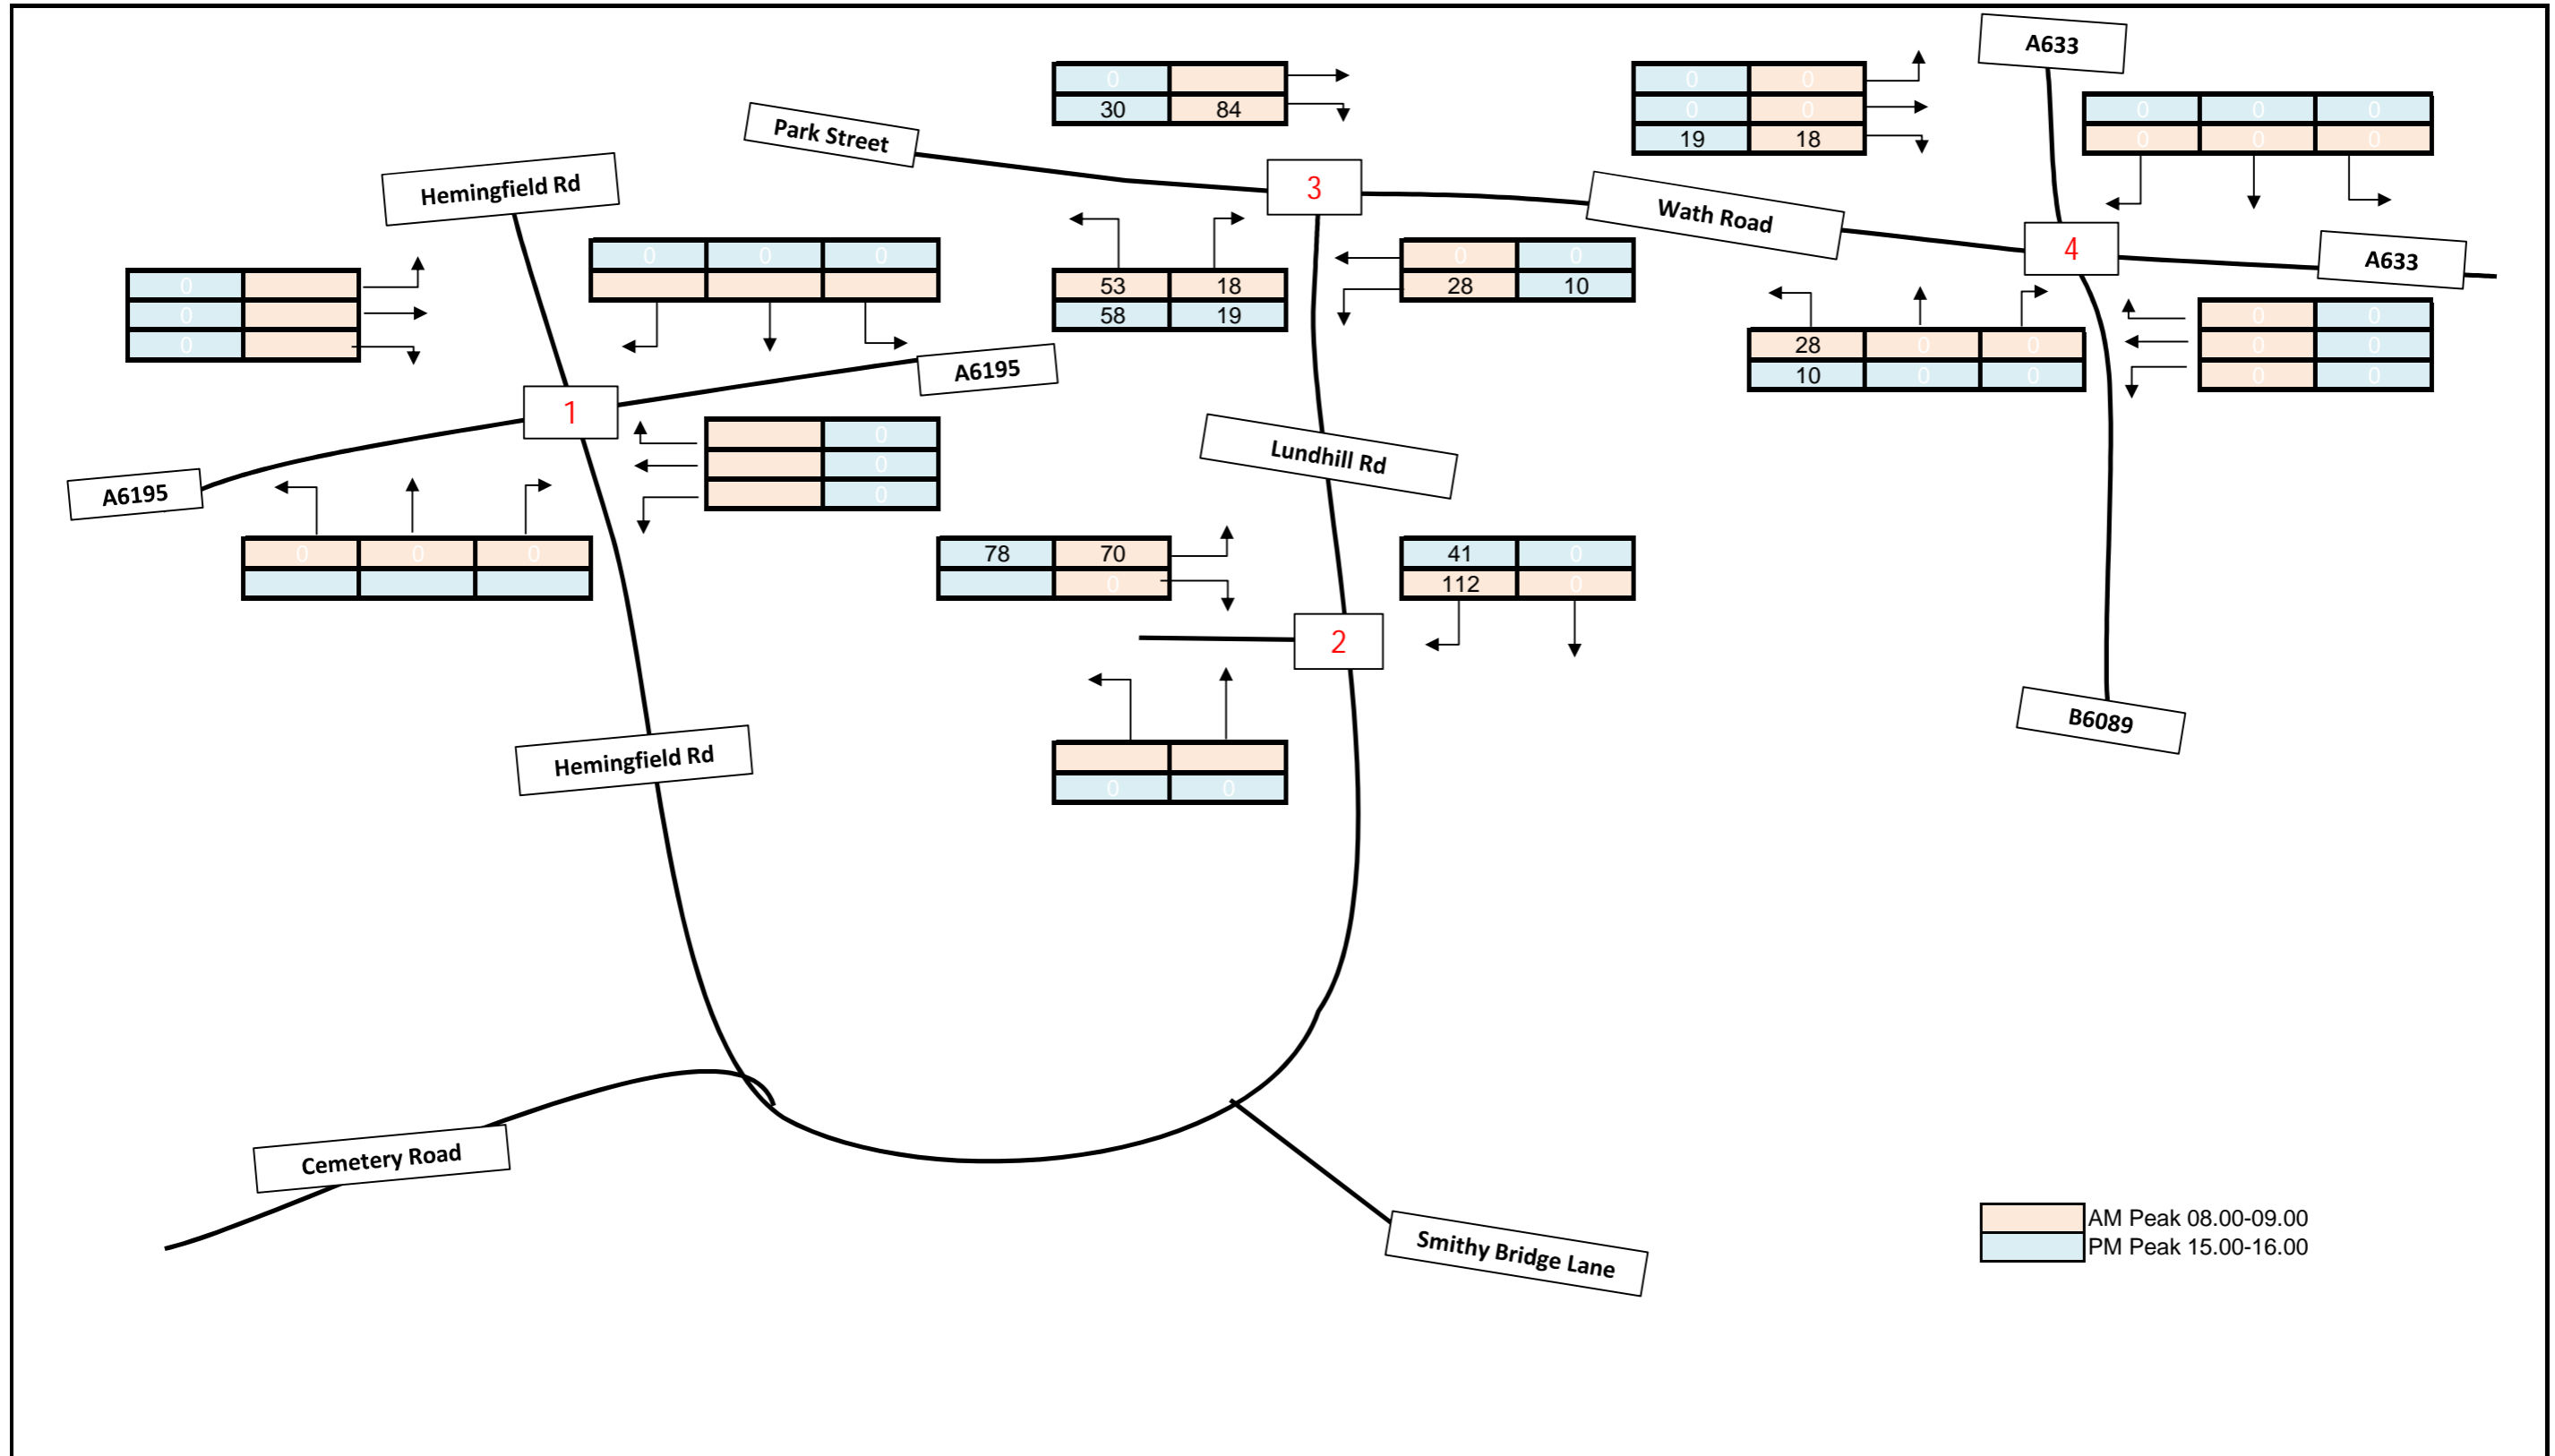 A633
0
30 84
0 0
0 0
19 18
0 0 0
0 0 0
Park Street
Hemingfield Rd
3
Wath Road
4
A633
0
0
0
0 0 0
53 18
58 19
0 0
28 10
28 0 0
10 0 0
0 0
0 0
0 0
A6195
1
0
0
0
Lundhill Rd
A6195
0 0 0
78 70
0
41 0
112 0
2
B6089
Hemingfield Rd
0 0
Cemetery Road
Smithy Bridge Lane
AM Peak 08.00-09.00
PM Peak 15.00-16.00